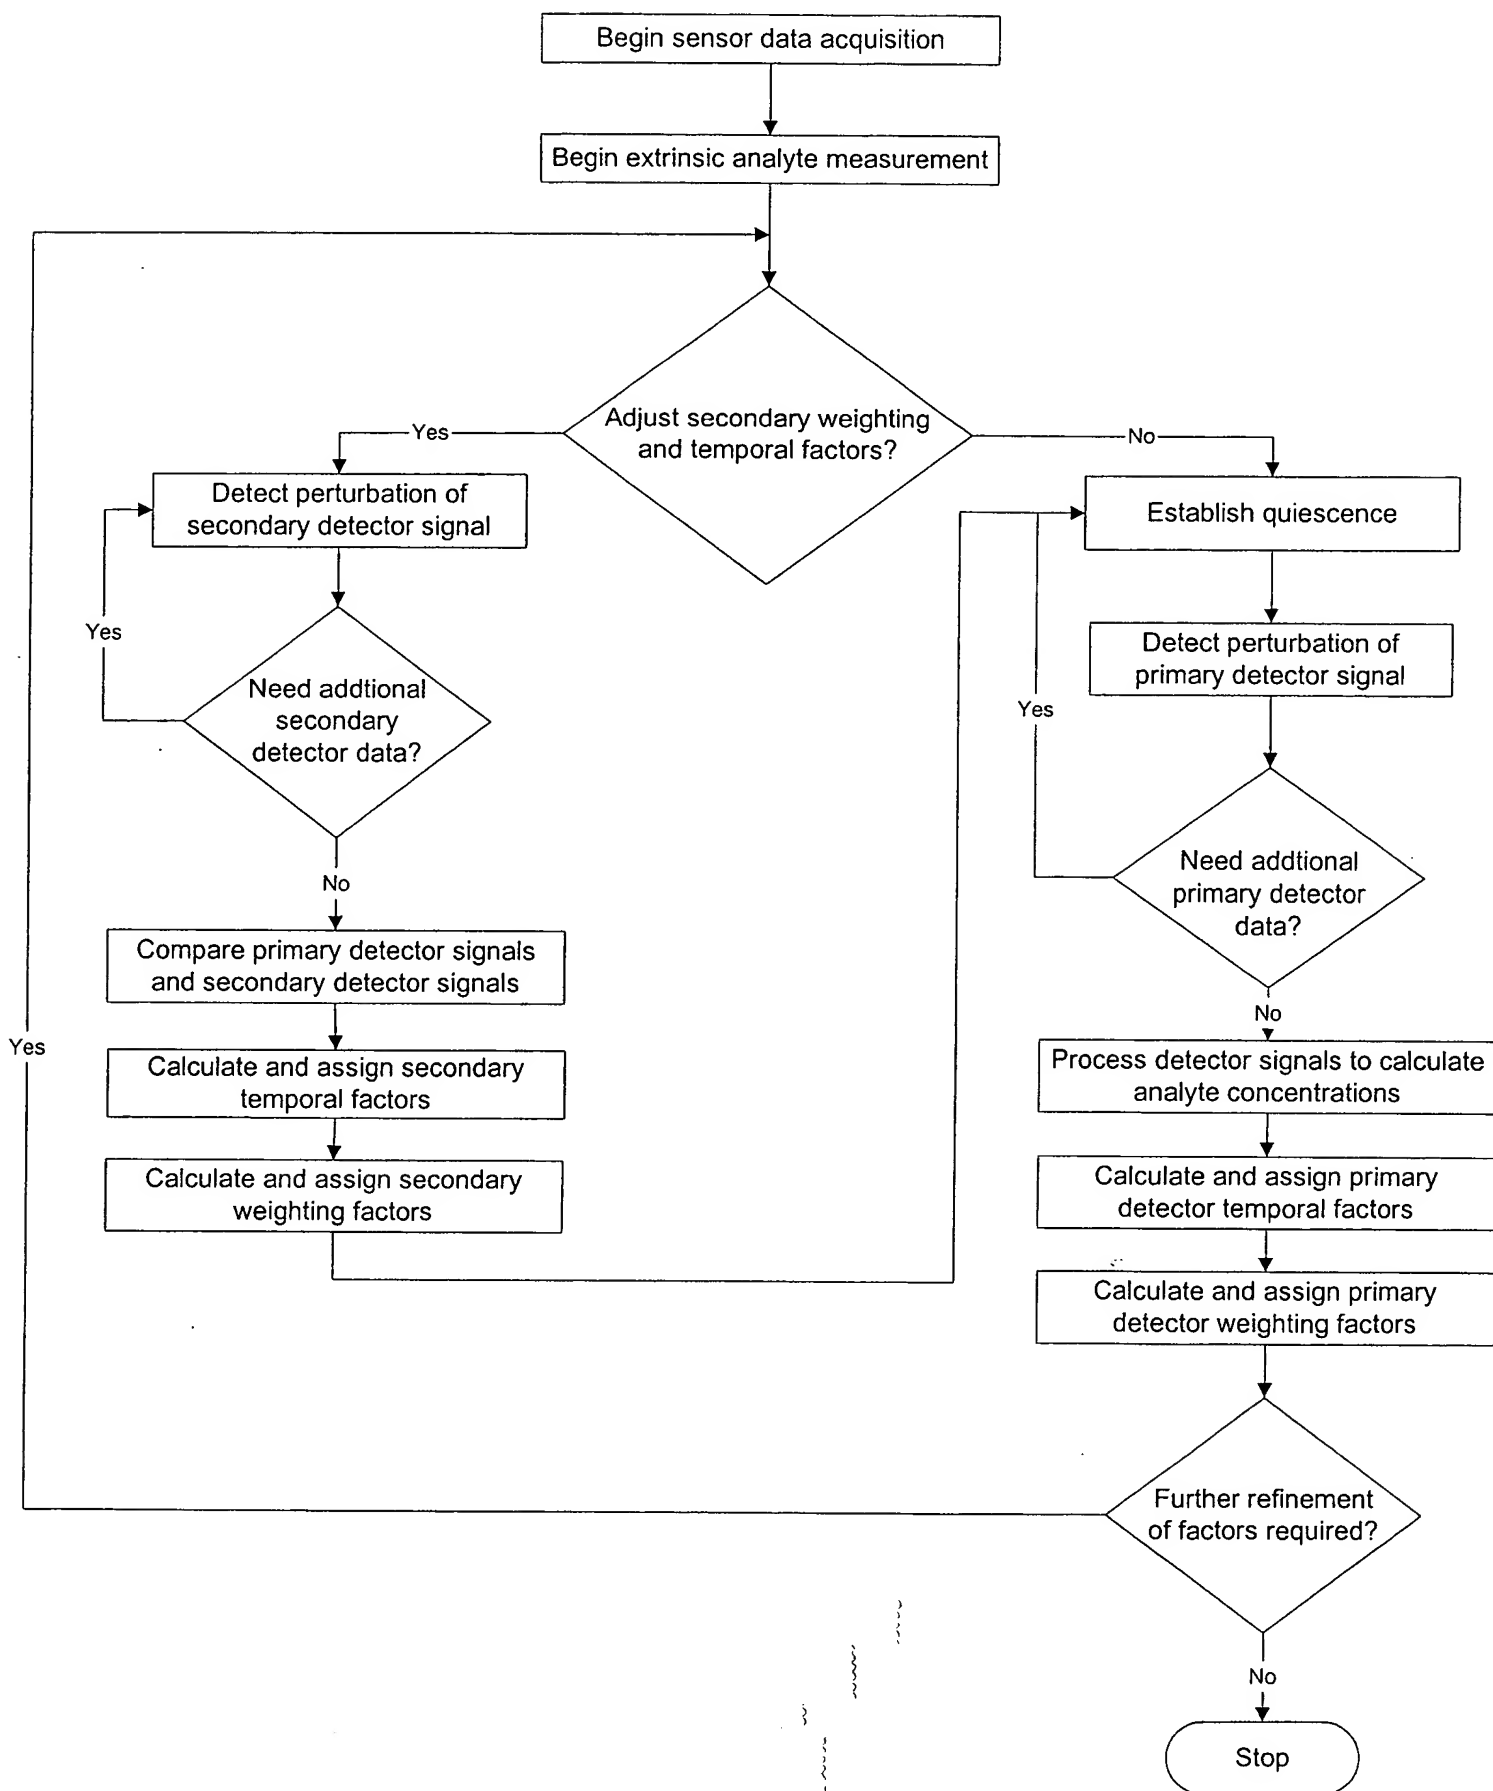 Begin sensor data acquisition
Begin extrinsic analyte measurement
Adjust secondary weighting
and temporal factors?
Yes
No
Detect perturbation of
secondary detector signal
Yes
Need addtional
secondary
detector data?
No
Compare primary detector signals
and secondary detector signals
Calculate and assign secondary
temporal factors
Calculate and assign secondary
weighting factors
Establish quiescence
Detect perturbation of
primary detector signal
Yes
Need addtional
primary detector
data?
No
Process detector signals to calculate
analyte concentrations
Calculate and assign primary
detector temporal factors
Calculate and assign primary
detector weighting factors
Further refinement
of factors required?
Yes
No
Stop